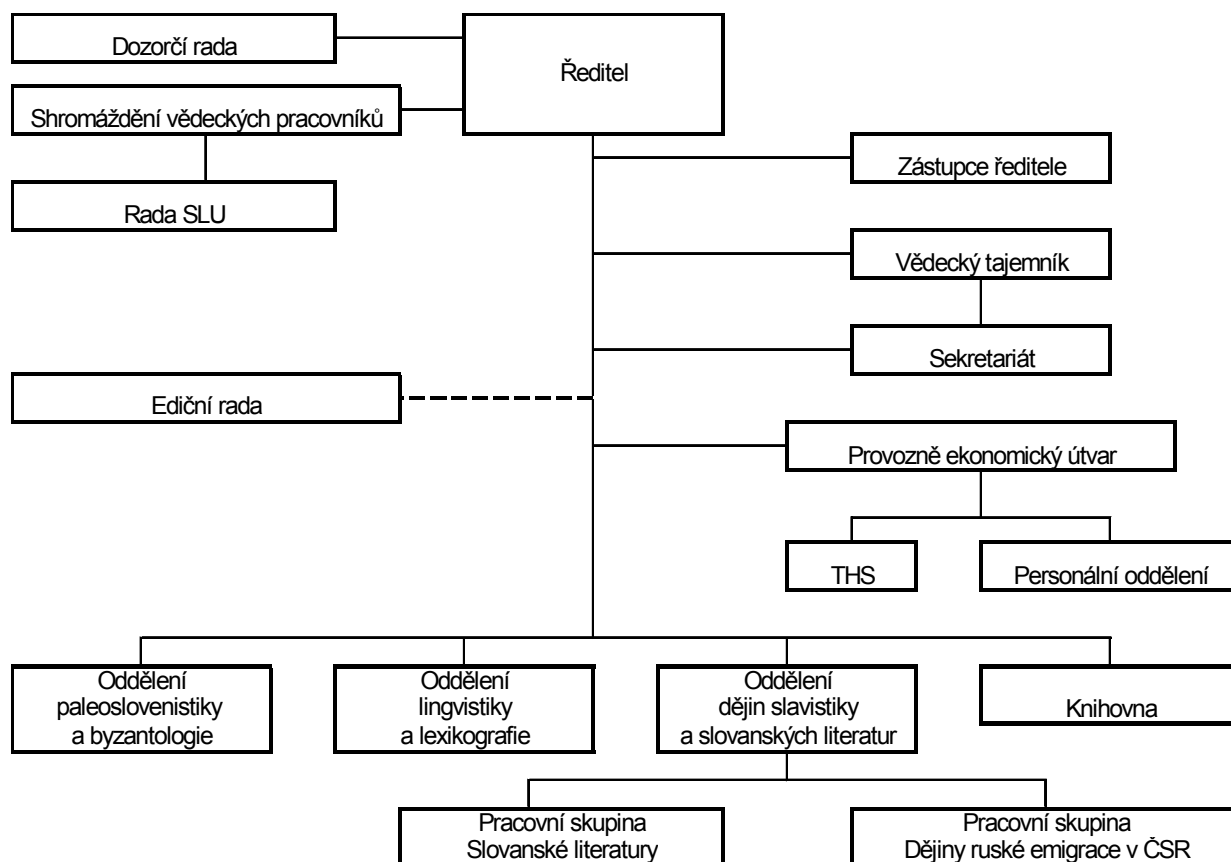 Dozorčí rada
Ředitel
Shromáždění vědeckých pracovníků
Zástupce ředitele
Rada SLU
Vědecký tajemník
Sekretariát
Ediční rada
Provozně ekonomický útvar
THS
Personální oddělení
Oddělení
paleoslovenistiky
a byzantologie
Oddělení
lingvistiky
a lexikografie
Oddělení
dějin slavistiky
a slovanských literatur
Knihovna
Pracovní skupina
Slovanské literatury
Pracovní skupina
Dějiny ruské emigrace v ČSR